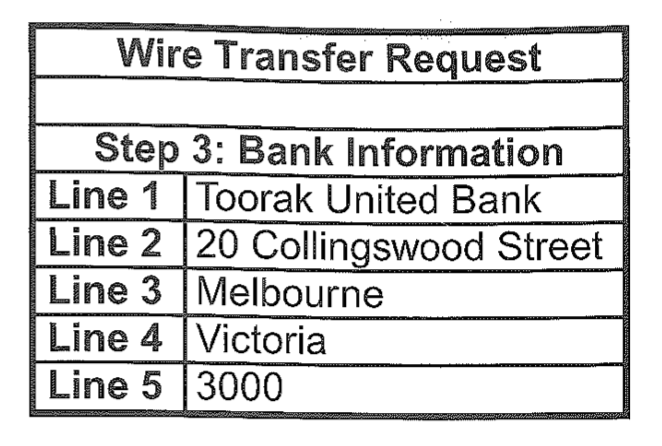 Wire Transfer Request
Step 3: Bank Information
Line 1 Toorak United Bank
Line 2 20 Collingswood Street
Line 3 Melbourne
Line 4 Victoria
Line 5 3000